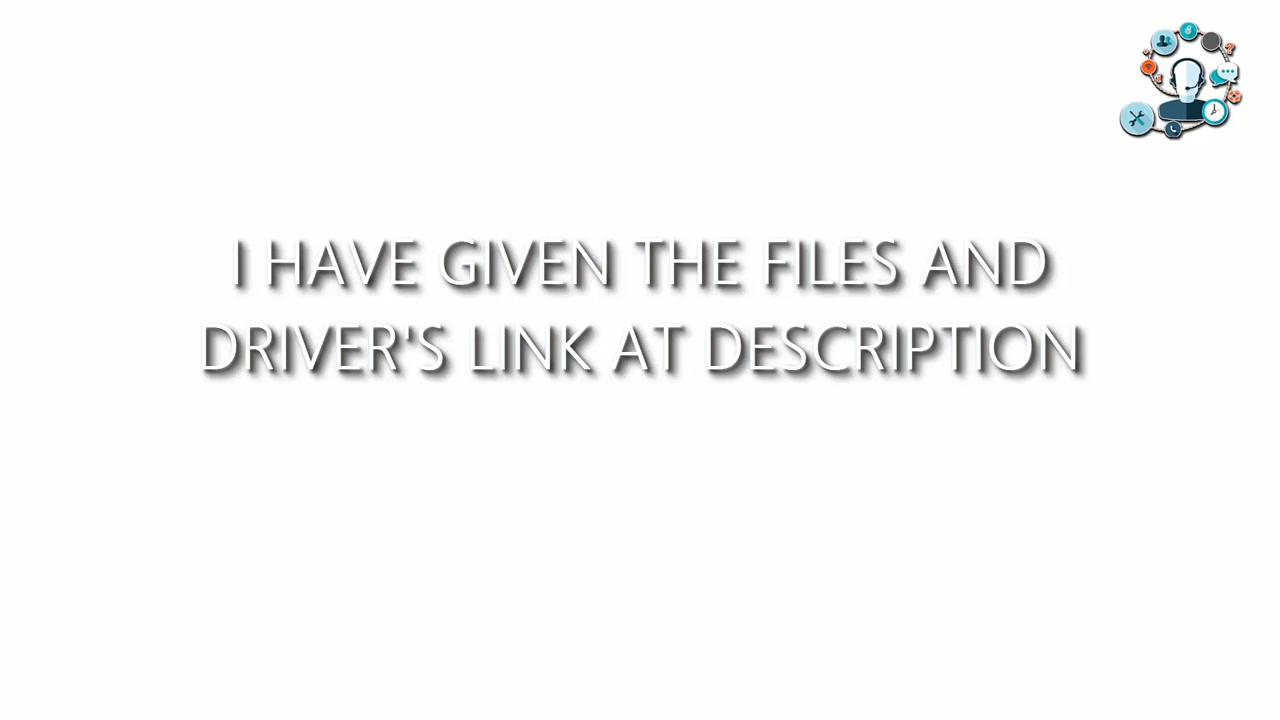 I HAVE GIVEN THE FILES AND
DRIVER'S LINK AT DESCRIPTION